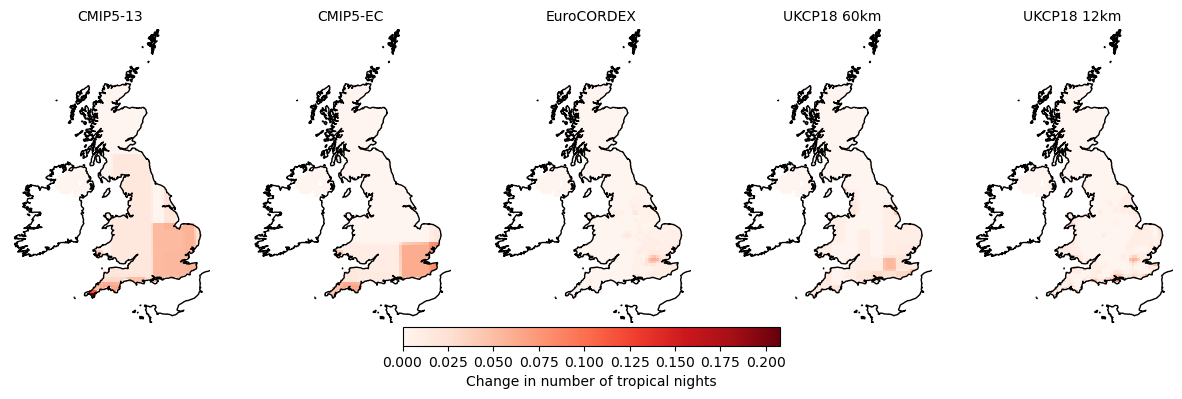 CMIP5-13 CMIP5-EC EuroCORDEX UKCP18 60km UKCP18 12km
0.000 0.025 0.050 0.075 0.100 0.125 0.150 0.175 0.200
Change in number of tropical nights